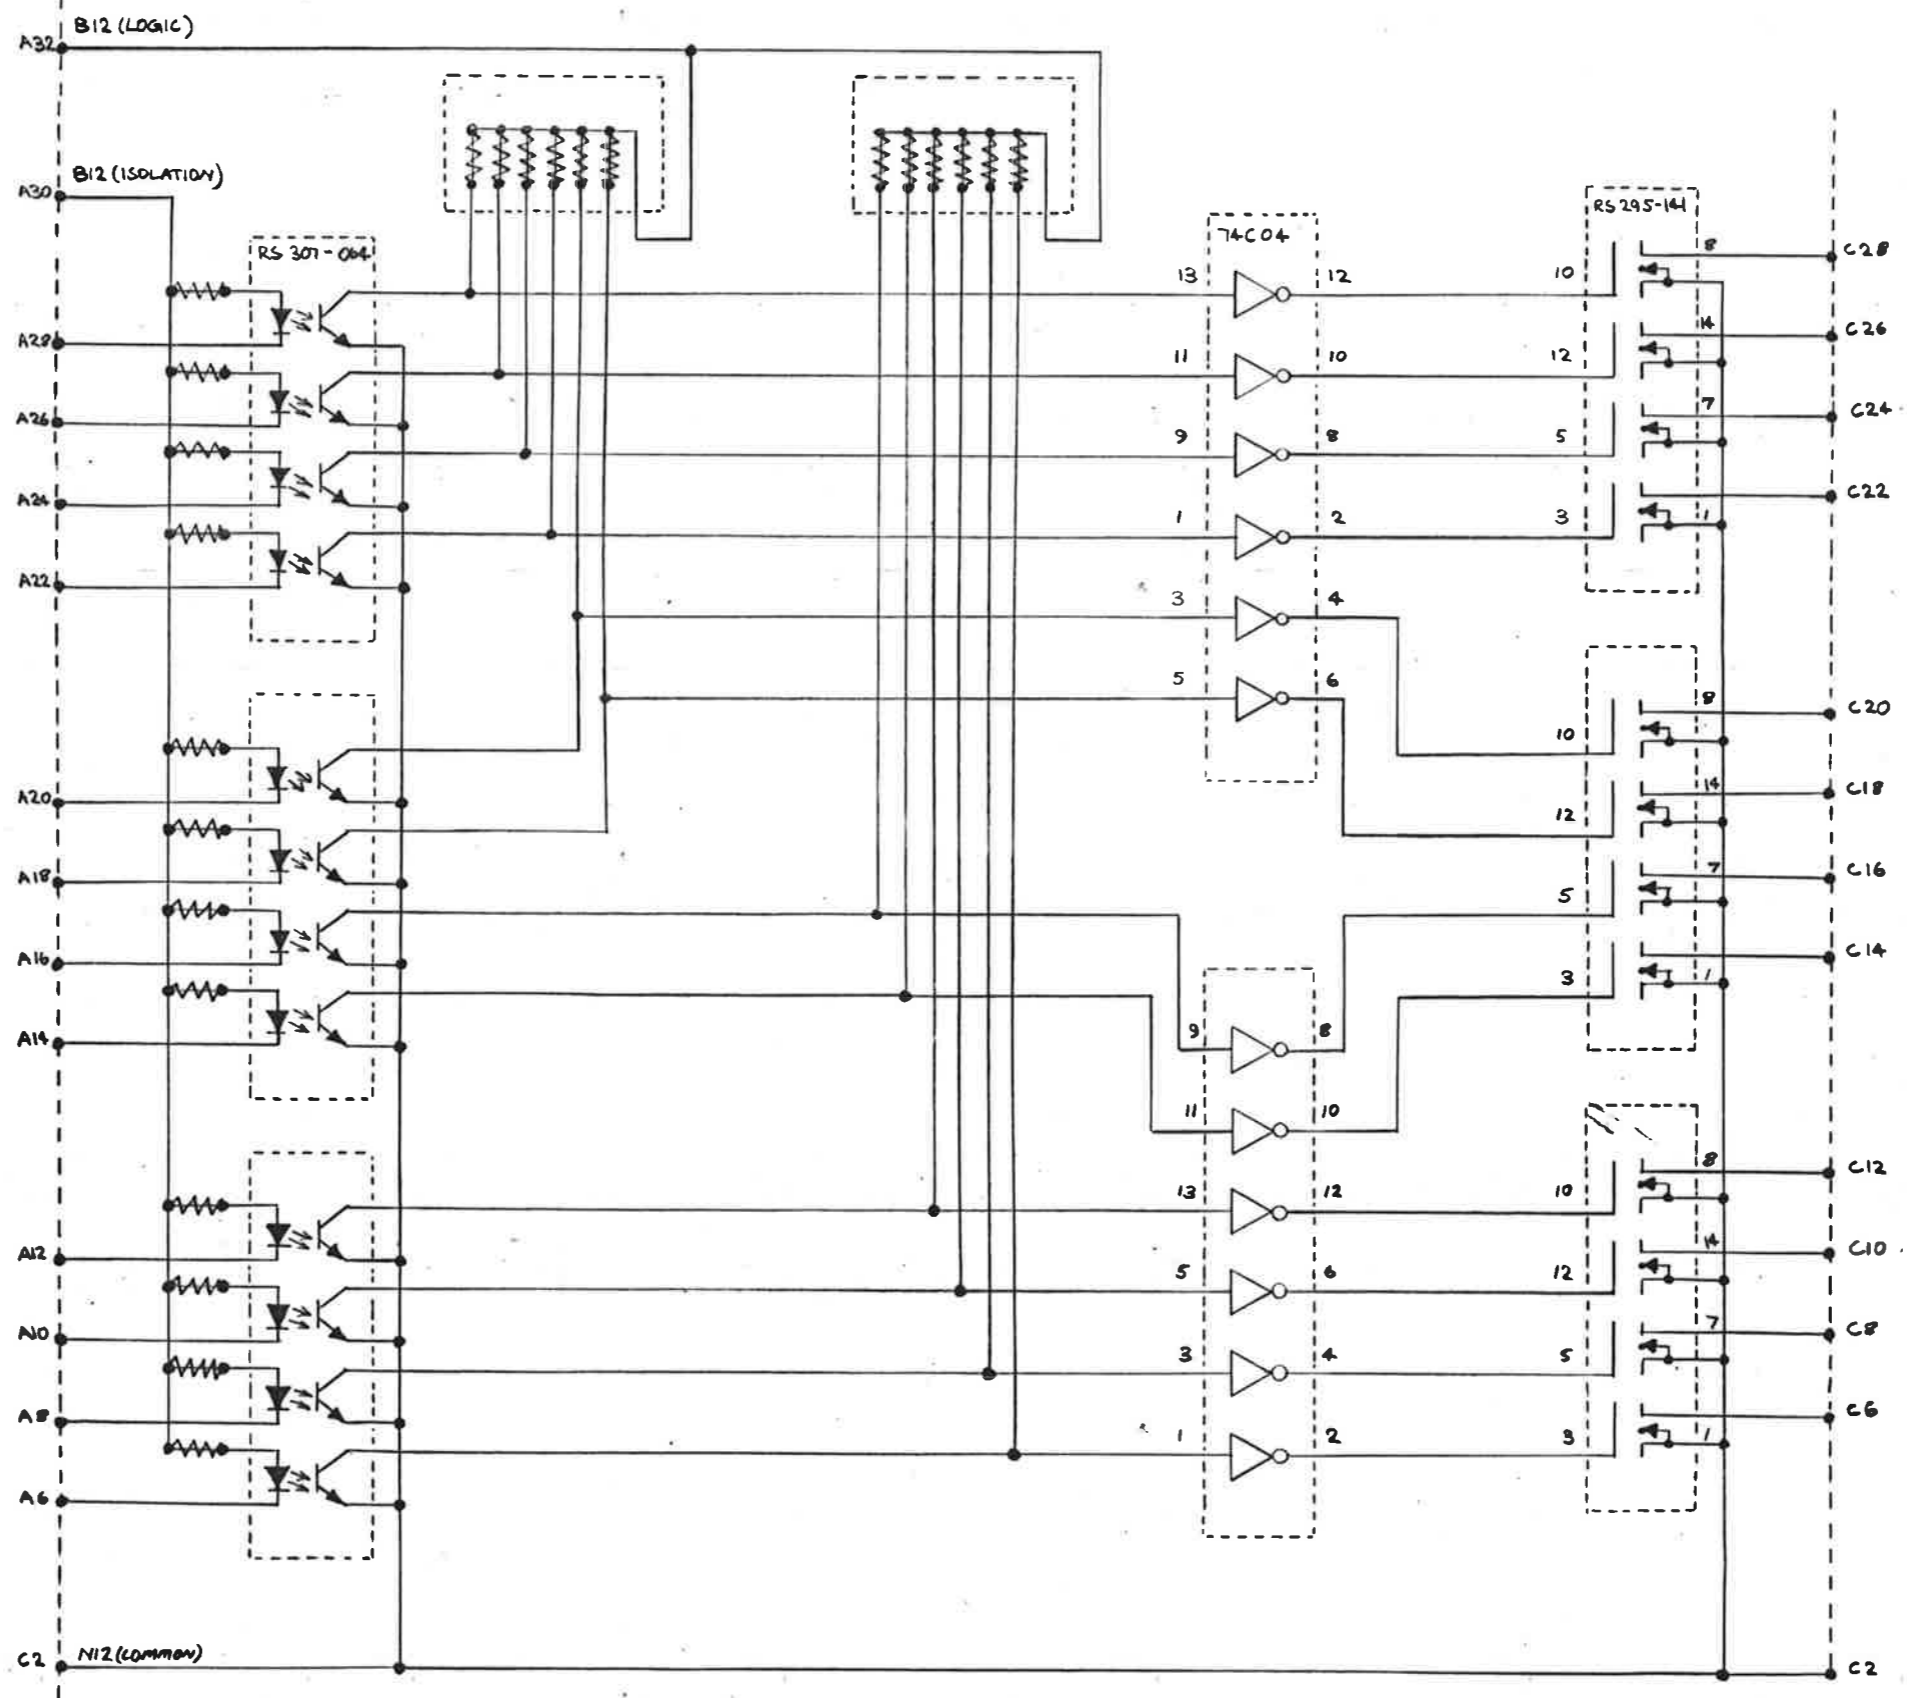 B12 (LOGIC)
A32
B12 (ISOLATION)
A30
RS 307-064
74C04
RS 295-141
13 12 10 8 C28
A28
11 10 12 14 C26
A26
9 8 5 7 C24
A24
1 2 3 1 C22
A22
3 4
5 6
10 8 C20
A20
12 14 C18
A18
5 7 C16
A16
3 1 C14
A14
9 8
11 10
13 12 10 8 C12
A12
5 6 12 14 C10
A10
3 4 5 7 C8
A8
1 2 3 1 C6
A6
C2 N12 (COMMON) C2